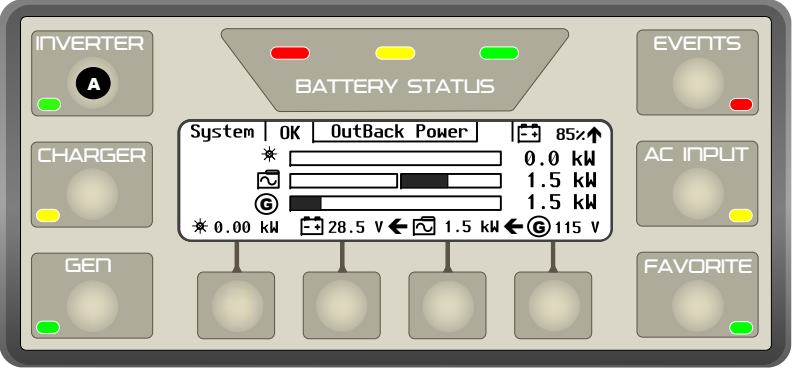 INVERTER
A
BATTERY STATUS
EVENTS
System OK OutBack Power 85%
CHARGER
0.0 kW
AC INPUT
1.5 kW
G 1.5 kW
0.00 kW 28.5 V 1.5 kW G 115 V
GEN
FAVORITE